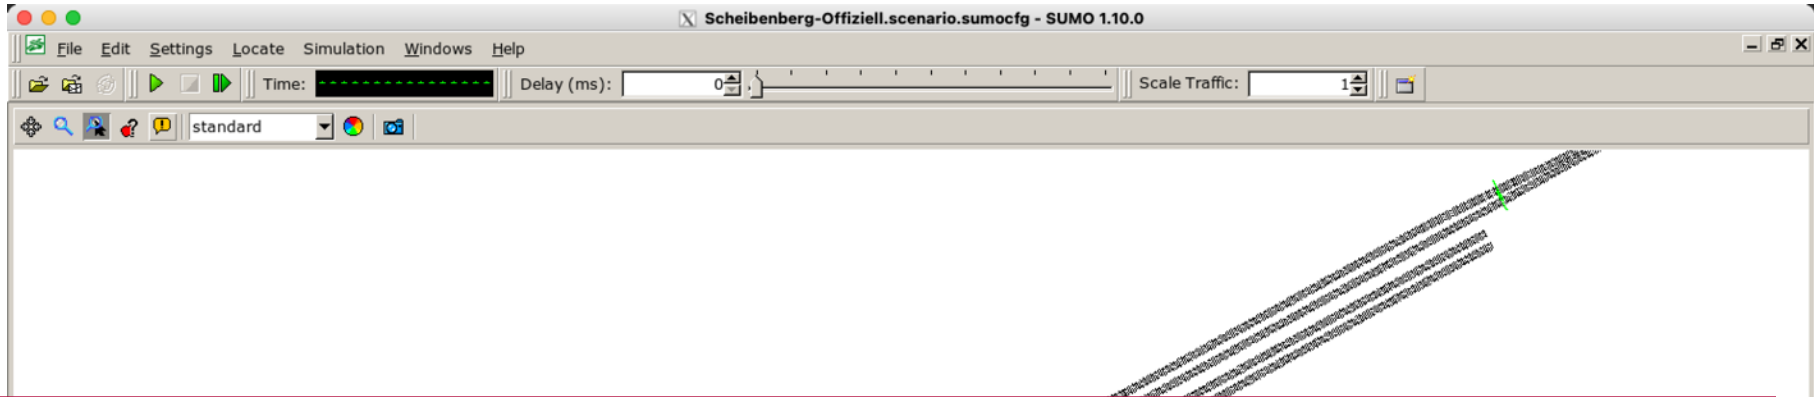 Scheibenberg-Offiziell.scenario.sumocfg - SUMO 1.10.0
File Edit Settings Locate Simulation Windows Help
Time: Delay (ms): 0 Scale Traffic: 1
standard